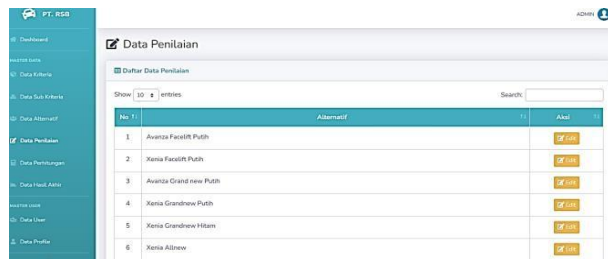 PT. RSB
ADMIN
Dashboard
MASTER DATA
Data Kriteria
Data Sub Kriteria
Data Alternatif
Data Penilaian
Data Perhitungan
Data Hasil Akhir
MASTER USER
Data User
Data Profile
Data Penilaian
Daftar Data Penilaian
Show 10 entries
Search:
No Alternatif Aksi
1 Avanza Facelift Putih Edit
2 Xenia Facelift Putih Edit
3 Avanza Grand new Putih Edit
4 Xenia Grandnew Putih Edit
5 Xenia Grandnew Hitam Edit
6 Xenia Allnew Edit